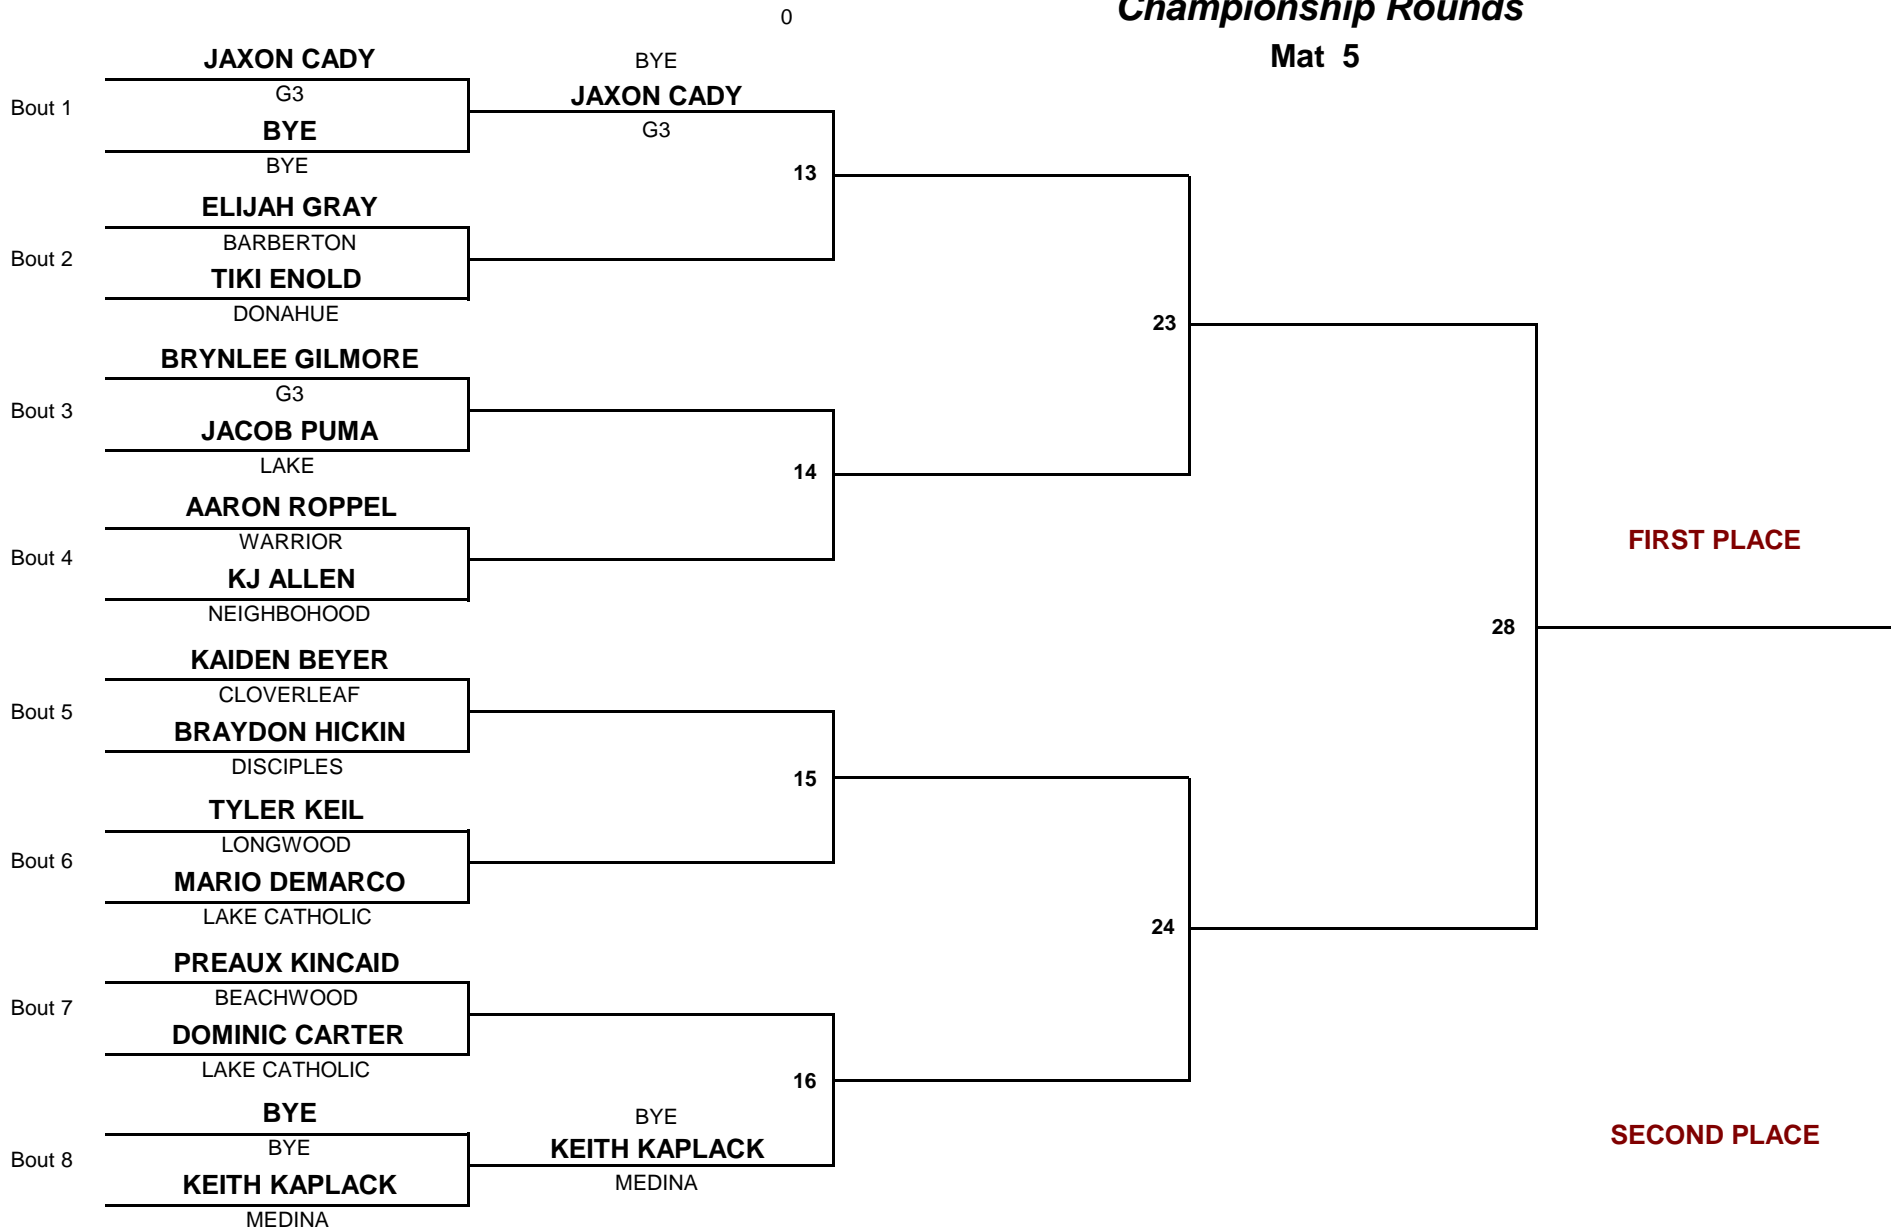 0
Championship Rounds
Mat 5
JAXON CADY
G3
Bout 1
BYE
BYE
BYE
JAXON CADY
G3
13
ELIJAH GRAY
BARBERTON
Bout 2
TIKI ENOLD
DONAHUE
23
BRYNLEE GILMORE
G3
Bout 3
JACOB PUMA
LAKE
14
AARON ROPPEL
WARRIOR
Bout 4
KJ ALLEN
NEIGHBOHOOD
FIRST PLACE
28
KAIDEN BEYER
CLOVERLEAF
Bout 5
BRAYDON HICKIN
DISCIPLES
15
TYLER KEIL
LONGWOOD
Bout 6
MARIO DEMARCO
LAKE CATHOLIC
24
PREAUX KINCAID
BEACHWOOD
Bout 7
DOMINIC CARTER
LAKE CATHOLIC
16
BYE
BYE
Bout 8
KEITH KAPLACK
MEDINA
BYE
KEITH KAPLACK
MEDINA
SECOND PLACE